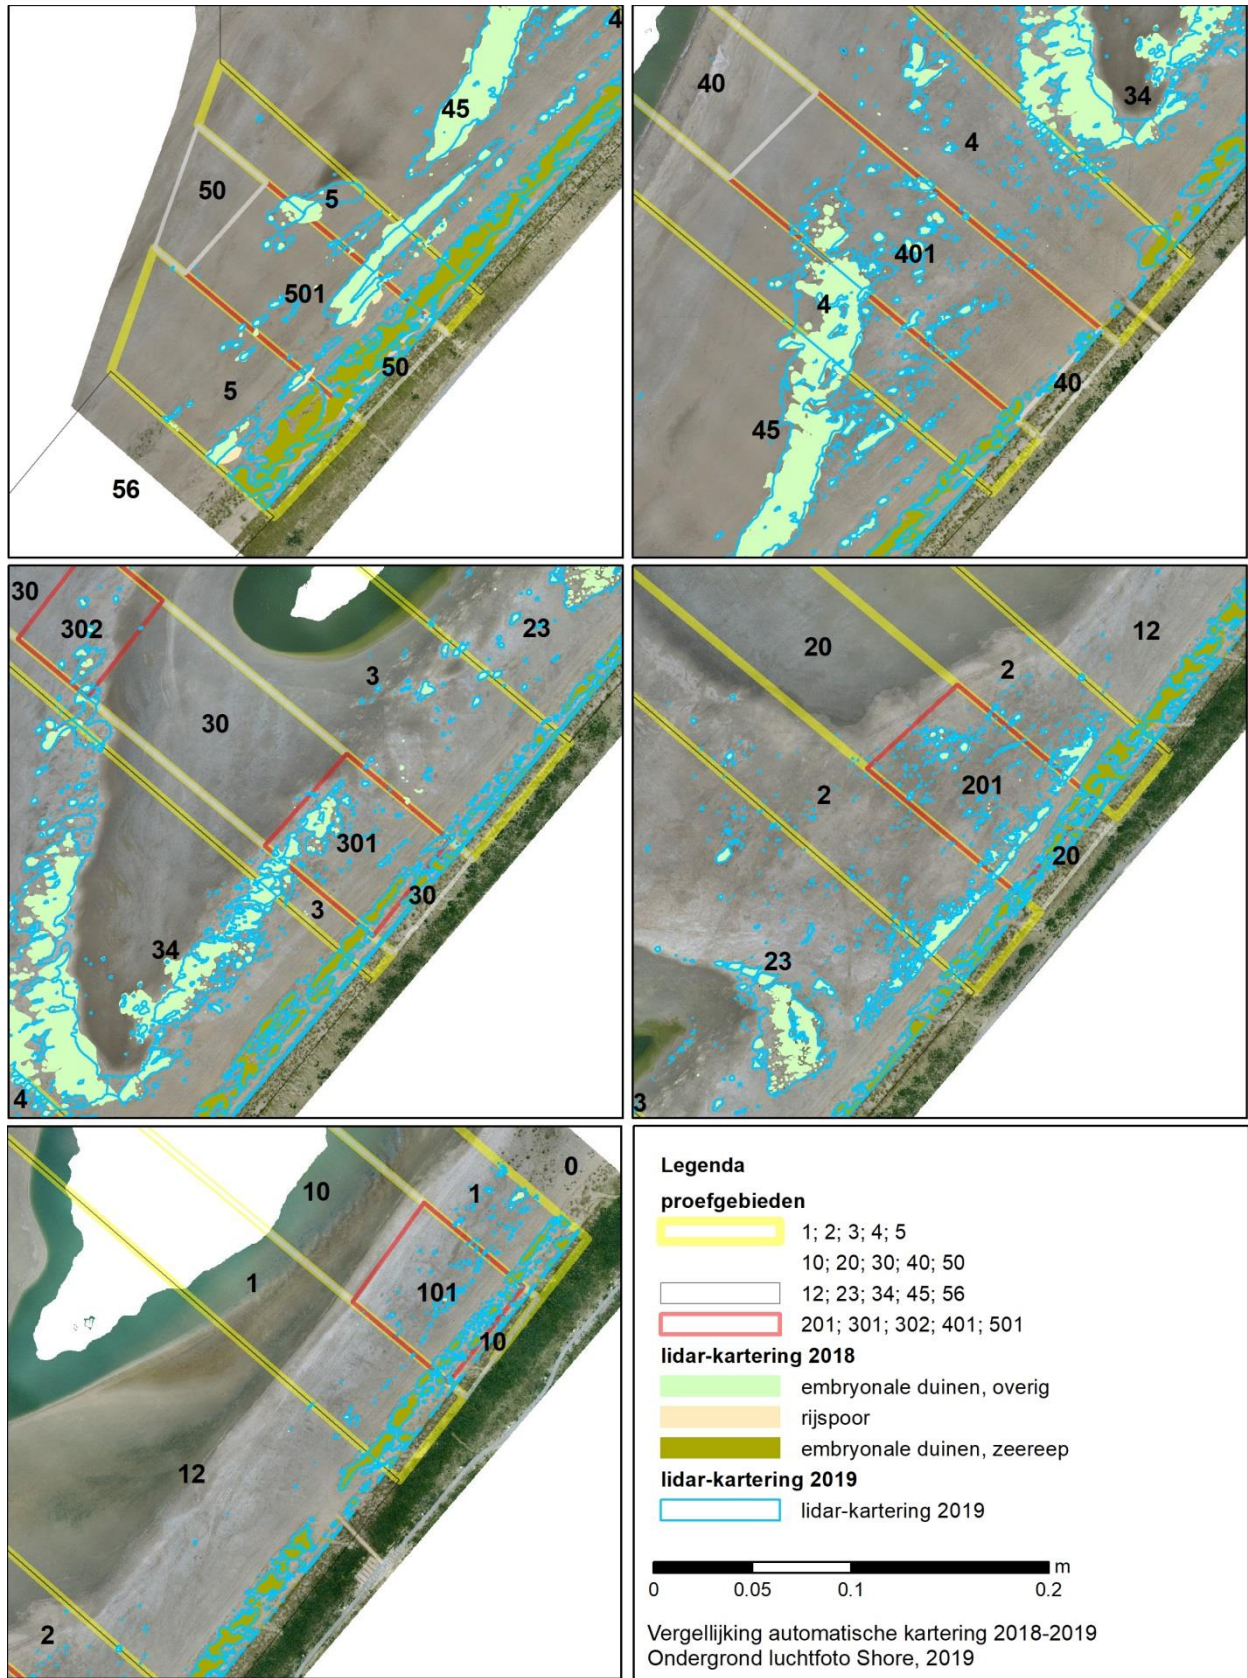 4
45
50
5
501
50
5
56
40
34
4
401
4
40
45
30
302
23
3
30
301
30
3
34
4
12
20
2
201
2
20
23
3
0
10
1
1
101
10
12
2
Legenda
proefgebieden
1; 2; 3; 4; 5
10; 20; 30; 40; 50
12; 23; 34; 45; 56
201; 301; 302; 401; 501
lidar-kartering 2018
embryonale duinen, overig
rijspoor
embryonale duinen, zeereep
lidar-kartering 2019
lidar-kartering 2019
m
0 0.05 0.1 0.2
Vergellijking automatische kartering 2018-2019
Ondergrond luchtfoto Shore, 2019